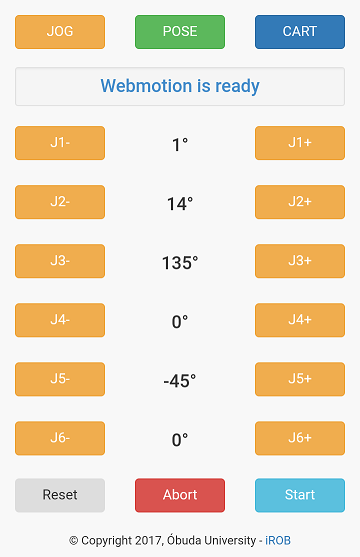 JOG POSE CART
Webmotion is ready
J1- 1° J1+
J2- 14° J2+
J3- 135° J3+
J4- 0° J4+
J5- -45° J5+
J6- 0° J6+
Reset Abort Start
© Copyright 2017, Óbuda University - iROB